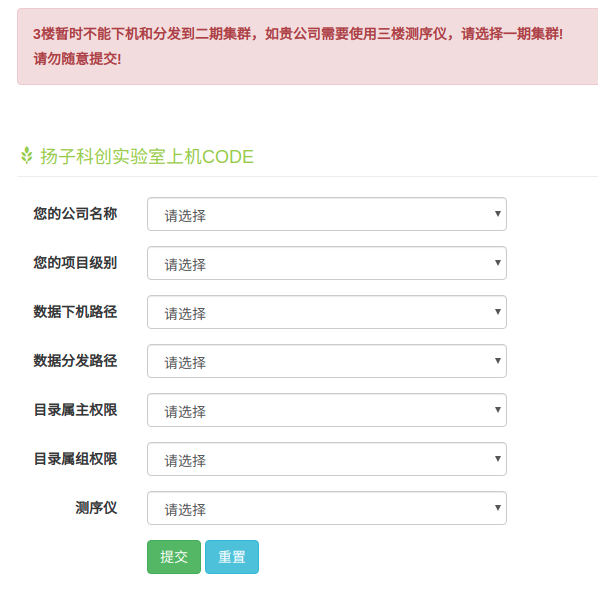 3楼暂时不能下机和分发到二期集群，如贵公司需要使用三楼测序仪，请选择一期集群!
请勿随意提交!
扬子科创实验室上机CODE
您的公司名称 请选择
您的项目级别 请选择
数据下机路径 请选择
数据分发路径 请选择
目录属主权限 请选择
目录属组权限 请选择
测序仪 请选择
提交 重置